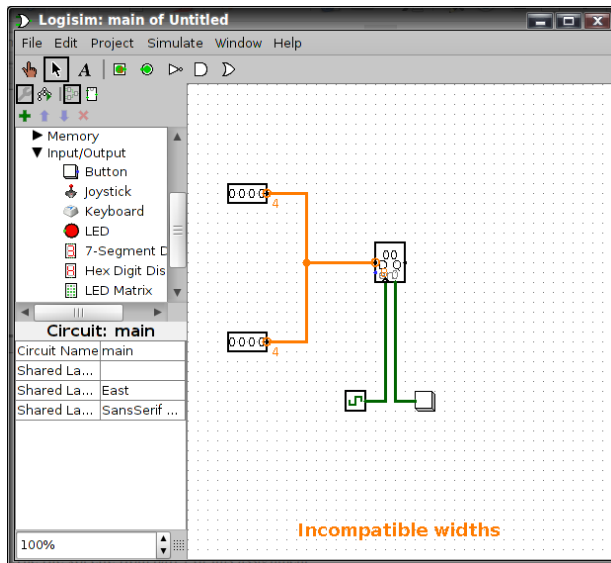 Logisim: main of Untitled
File Edit Project Simulate Window Help
A
Memory
Input/Output
Button
Joystick
Keyboard
LED
7-Segment D
Hex Digit Dis
LED Matrix
Circuit: main
Circuit Name main
Shared La...
Shared La... East
Shared La... SansSerif ...
100%
0000
4
00
0000
4
Incompatible widths